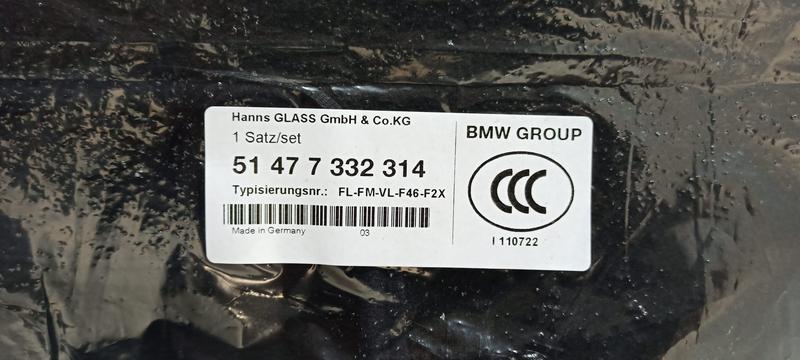 Hanns GLASS GmbH & Co.KG
1 Satz/set
51 47 7 332 314
Typisierungsnr.: FL-FM-VL-F46-F2X
Made in Germany 03
BMW GROUP
CCC
I 110722